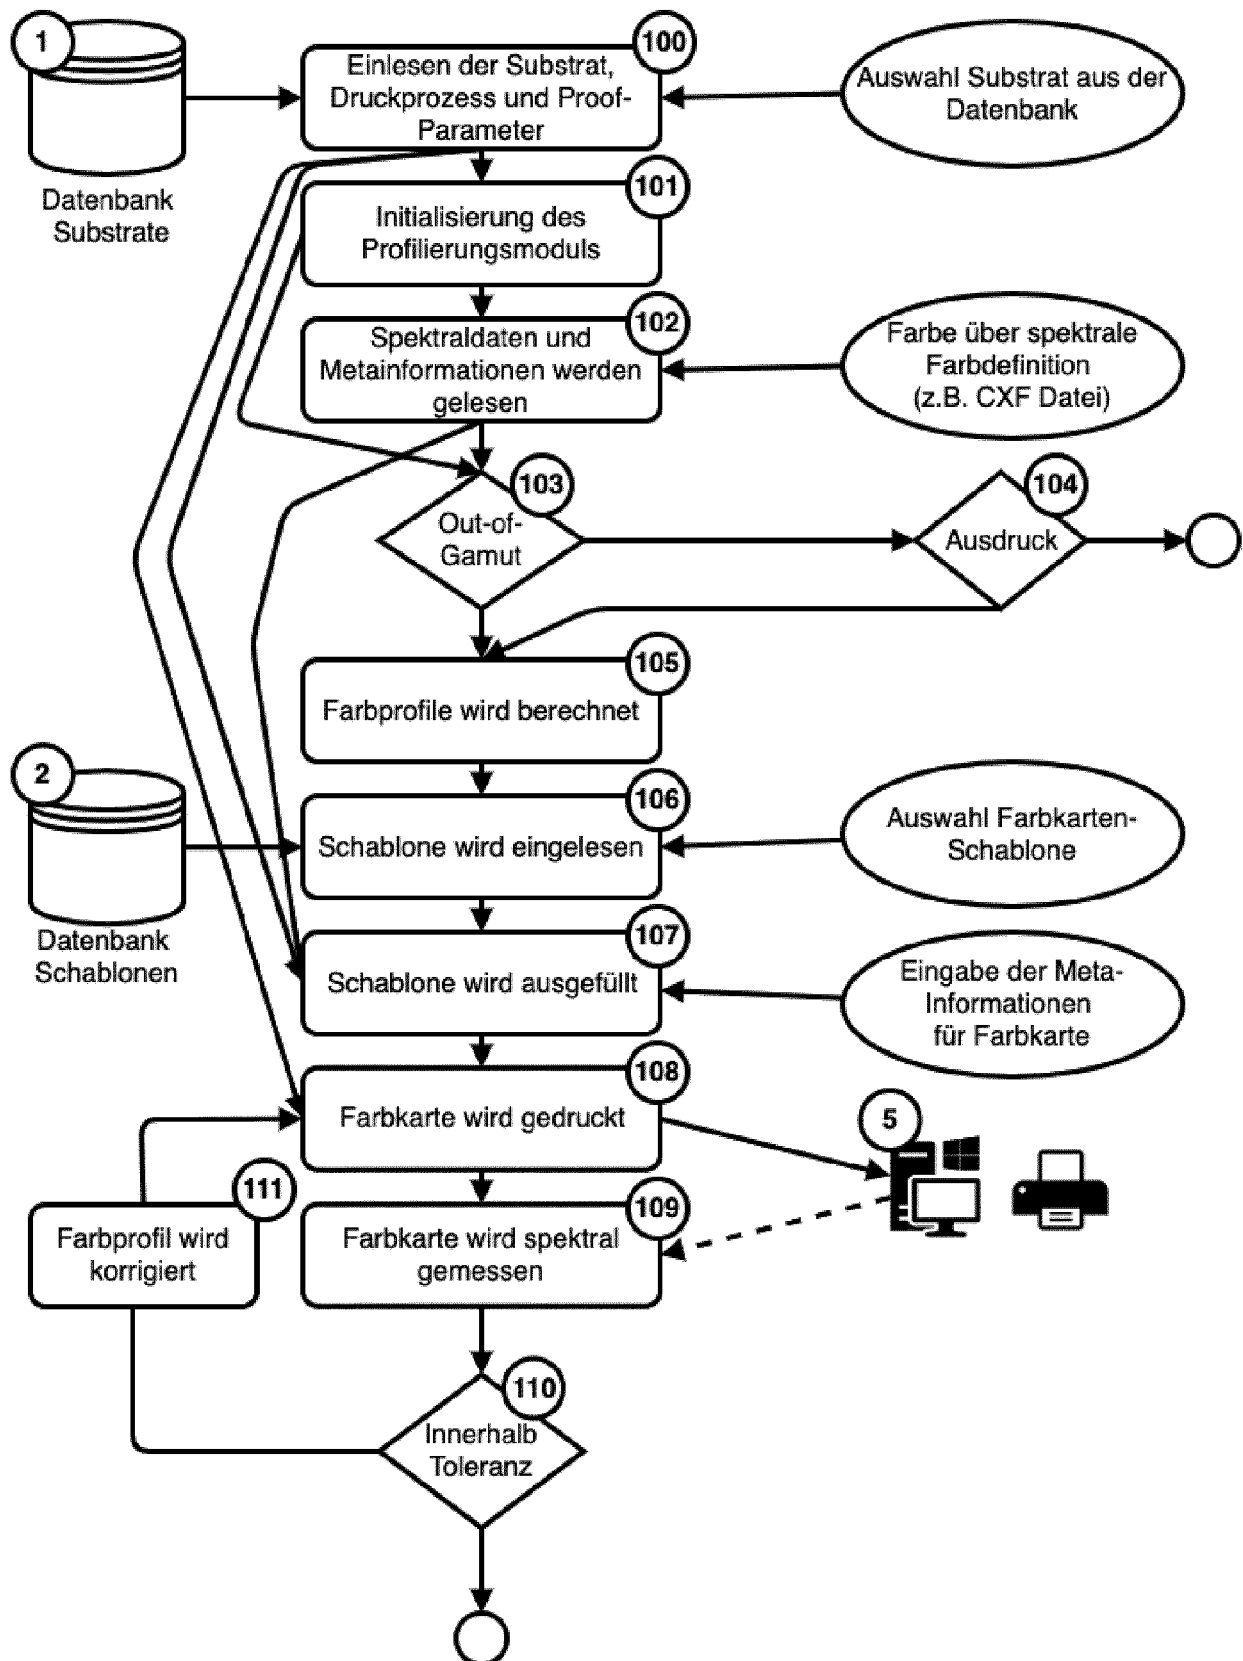 1
100
Einlesen der Substrat,
Druckprozess und Proof-
Parameter
Auswahl Substrat aus der
Datenbank
Datenbank
Substrate
101
Initialisierung des
Profilierungsmoduls
102
Spektraldaten und
Metainformationen werden
gelesen
Farbe über spektrale
Farbdefinition
(z.B. CXF Datei)
103
Out-of-
Gamut
104
Ausdruck
105
Farbprofile wird berechnet
2
Datenbank
Schablonen
106
Schablone wird eingelesen
Auswahl Farbkarten-
Schablone
107
Schablone wird ausgefüllt
Eingabe der Meta-
Informationen
für Farbkarte
108
Farbkarte wird gedruckt
5
111
Farbprofil wird
korrigiert
109
Farbkarte wird spektral
gemessen
110
Innerhalb
Toleranz